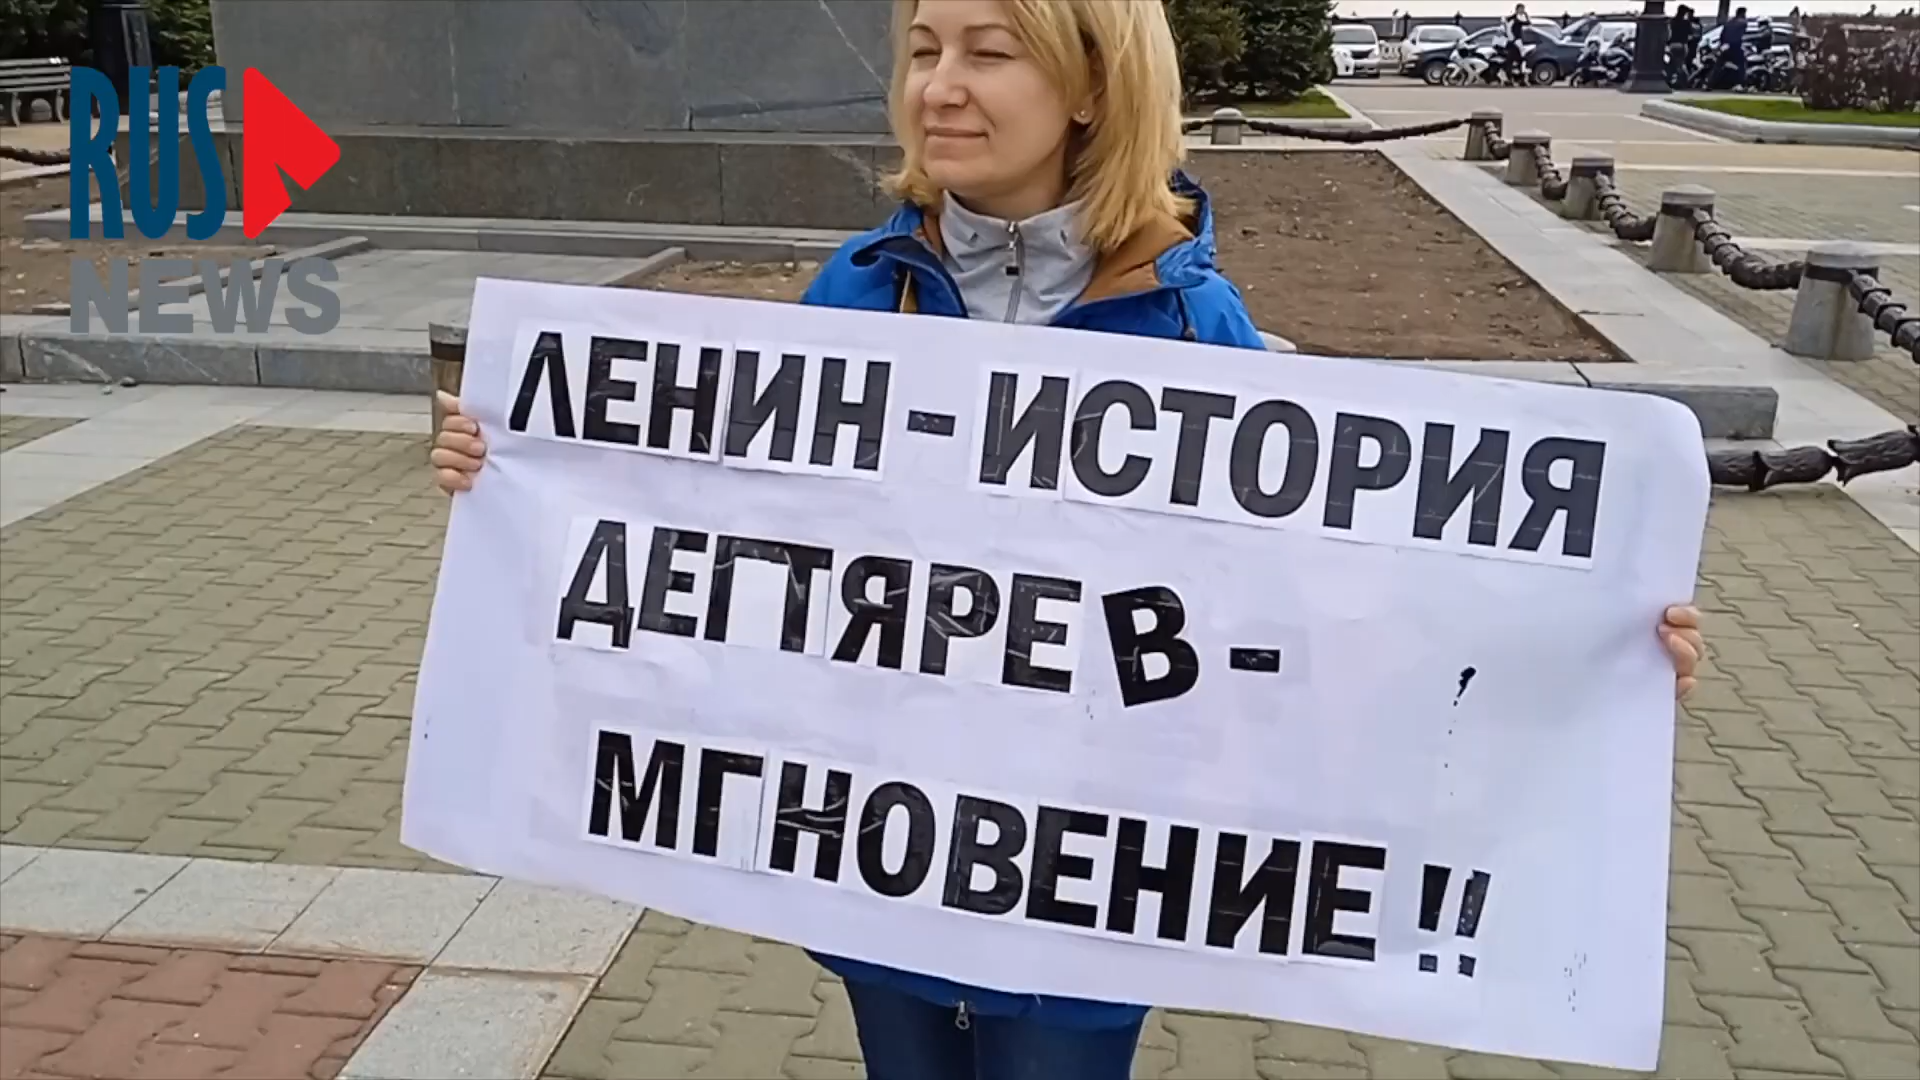 RUS
NEWS
ЛЕНИН - ИСТОРИЯ
ДЕГТЯРЕВ -
МГНОВЕНИЕ!!